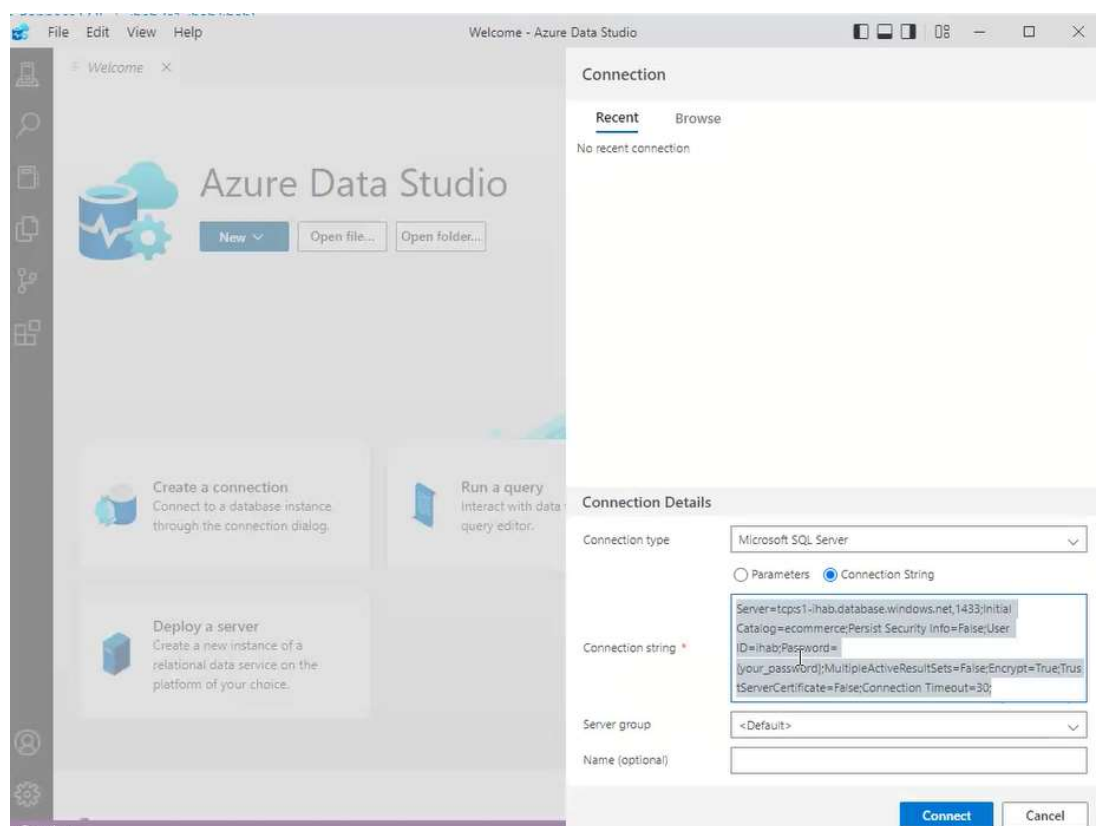 File Edit View Help
Welcome - Azure Data Studio
Welcome
Azure Data Studio
New
Open file...
Open folder...
Create a connection
Connect to a database instance
through the connection dialog.
Run a query
Interact with data
query editor.
Deploy a server
Create a new instance of a
relational data service on the
platform of your choice.
Connection
Recent
Browse
No recent connection
Connection Details
Connection type
Microsoft SQL Server
Parameters
Connection String
Connection string *
Server=tcp:s1-ihab.database.windows.net,1433;Initial
Catalog=ecommerce;Persist Security Info=False;User
ID=ihab;Password=
{your_password};MultipleActiveResultSets=False;Encrypt=True;Trus
tServerCertificate=False;Connection Timeout=30;
Server group
<Default>
Name (optional)
Connect
Cancel